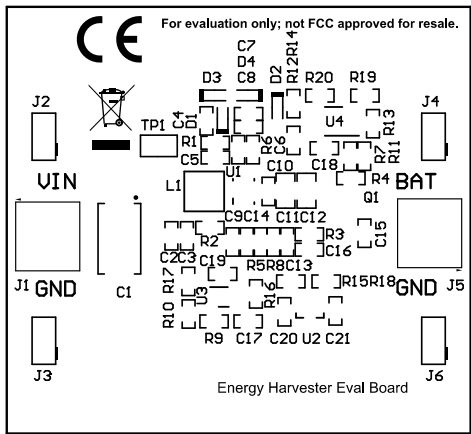 For evaluation only; not FCC approved for resale.
CE
C7
D4
C8
D3
D2
R12
R14
R20
R19
J2
J4
C4
D1
U4
R13
TP1
R1
C5
U1
R6
C6
C18
R7
R11
VIN
L1
C10
R4
BAT
Q1
C9
C14
C11
C12
C15
R2
R3
C16
C2
C3
J1
GND
C1
R17
C19
R5
R8
C13
R15
R18
GND
J5
U3
R16
R10
R9
C17
C20
U2
C21
J3
J6
Energy Harvester Eval Board